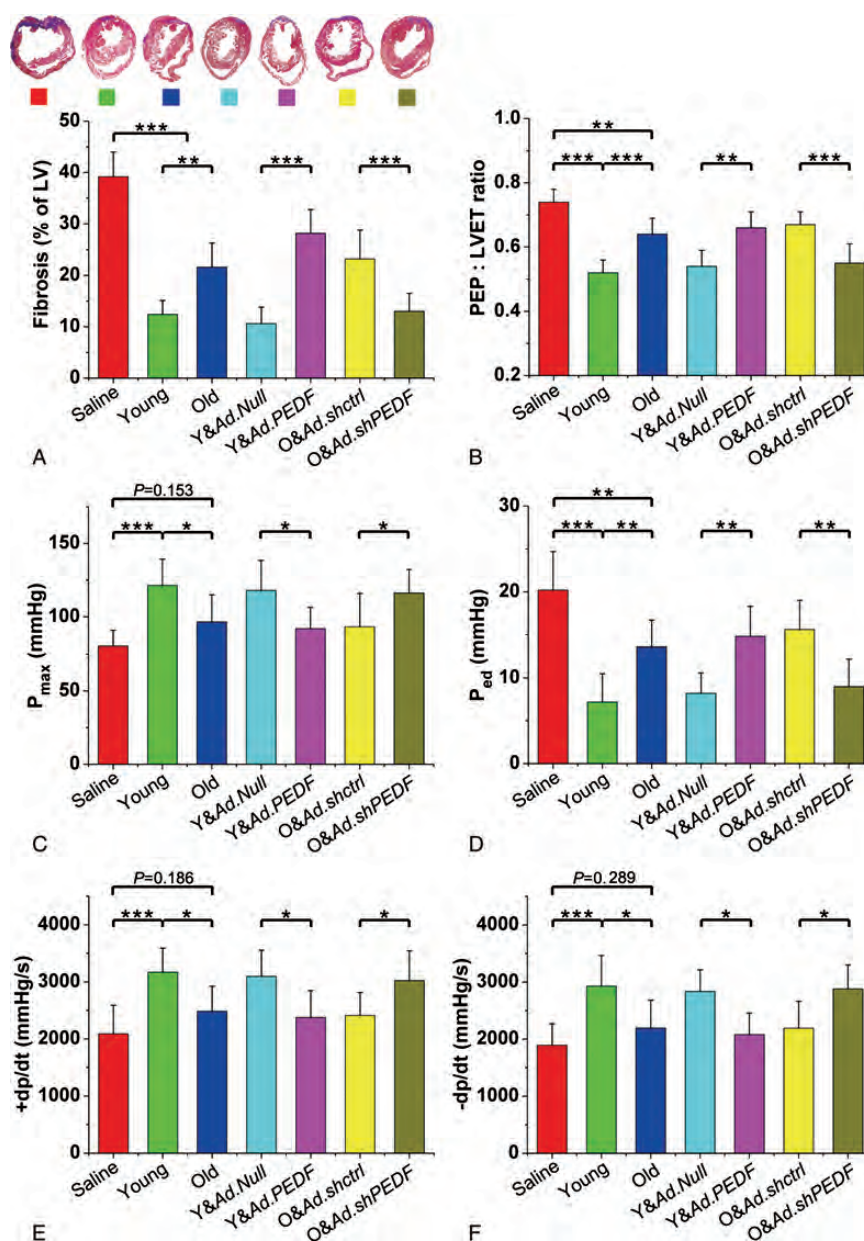 50
40
30
20
10
0
Fibrosis (% of LV)
***
**
***
***
Saline
Young
Old
Y&Ad.Null
Y&Ad.PEDF
O&Ad.shctrl
O&Ad.shPEDF
A
1.0
0.8
0.6
0.4
0.2
PEP : LVET ratio
**
***
***
**
***
Saline
Young
Old
Y&Ad.Null
Y&Ad.PEDF
O&Ad.shctrl
O&Ad.shPEDF
B
150
100
50
0
Pmax (mmHg)
P=0.153
***
*
*
*
Saline
Young
Old
Y&Ad.Null
Y&Ad.PEDF
O&Ad.shctrl
O&Ad.shPEDF
C
30
20
10
0
Ped (mmHg)
**
***
**
**
**
Saline
Young
Old
Y&Ad.Null
Y&Ad.PEDF
O&Ad.shctrl
O&Ad.shPEDF
D
4000
3000
2000
1000
0
+dp/dt (mmHg/s)
P=0.186
***
*
*
*
Saline
Young
Old
Y&Ad.Null
Y&Ad.PEDF
O&Ad.shctrl
O&Ad.shPEDF
E
4000
3000
2000
1000
0
-dp/dt (mmHg/s)
P=0.289
***
*
*
*
Saline
Young
Old
Y&Ad.Null
Y&Ad.PEDF
O&Ad.shctrl
O&Ad.shPEDF
F